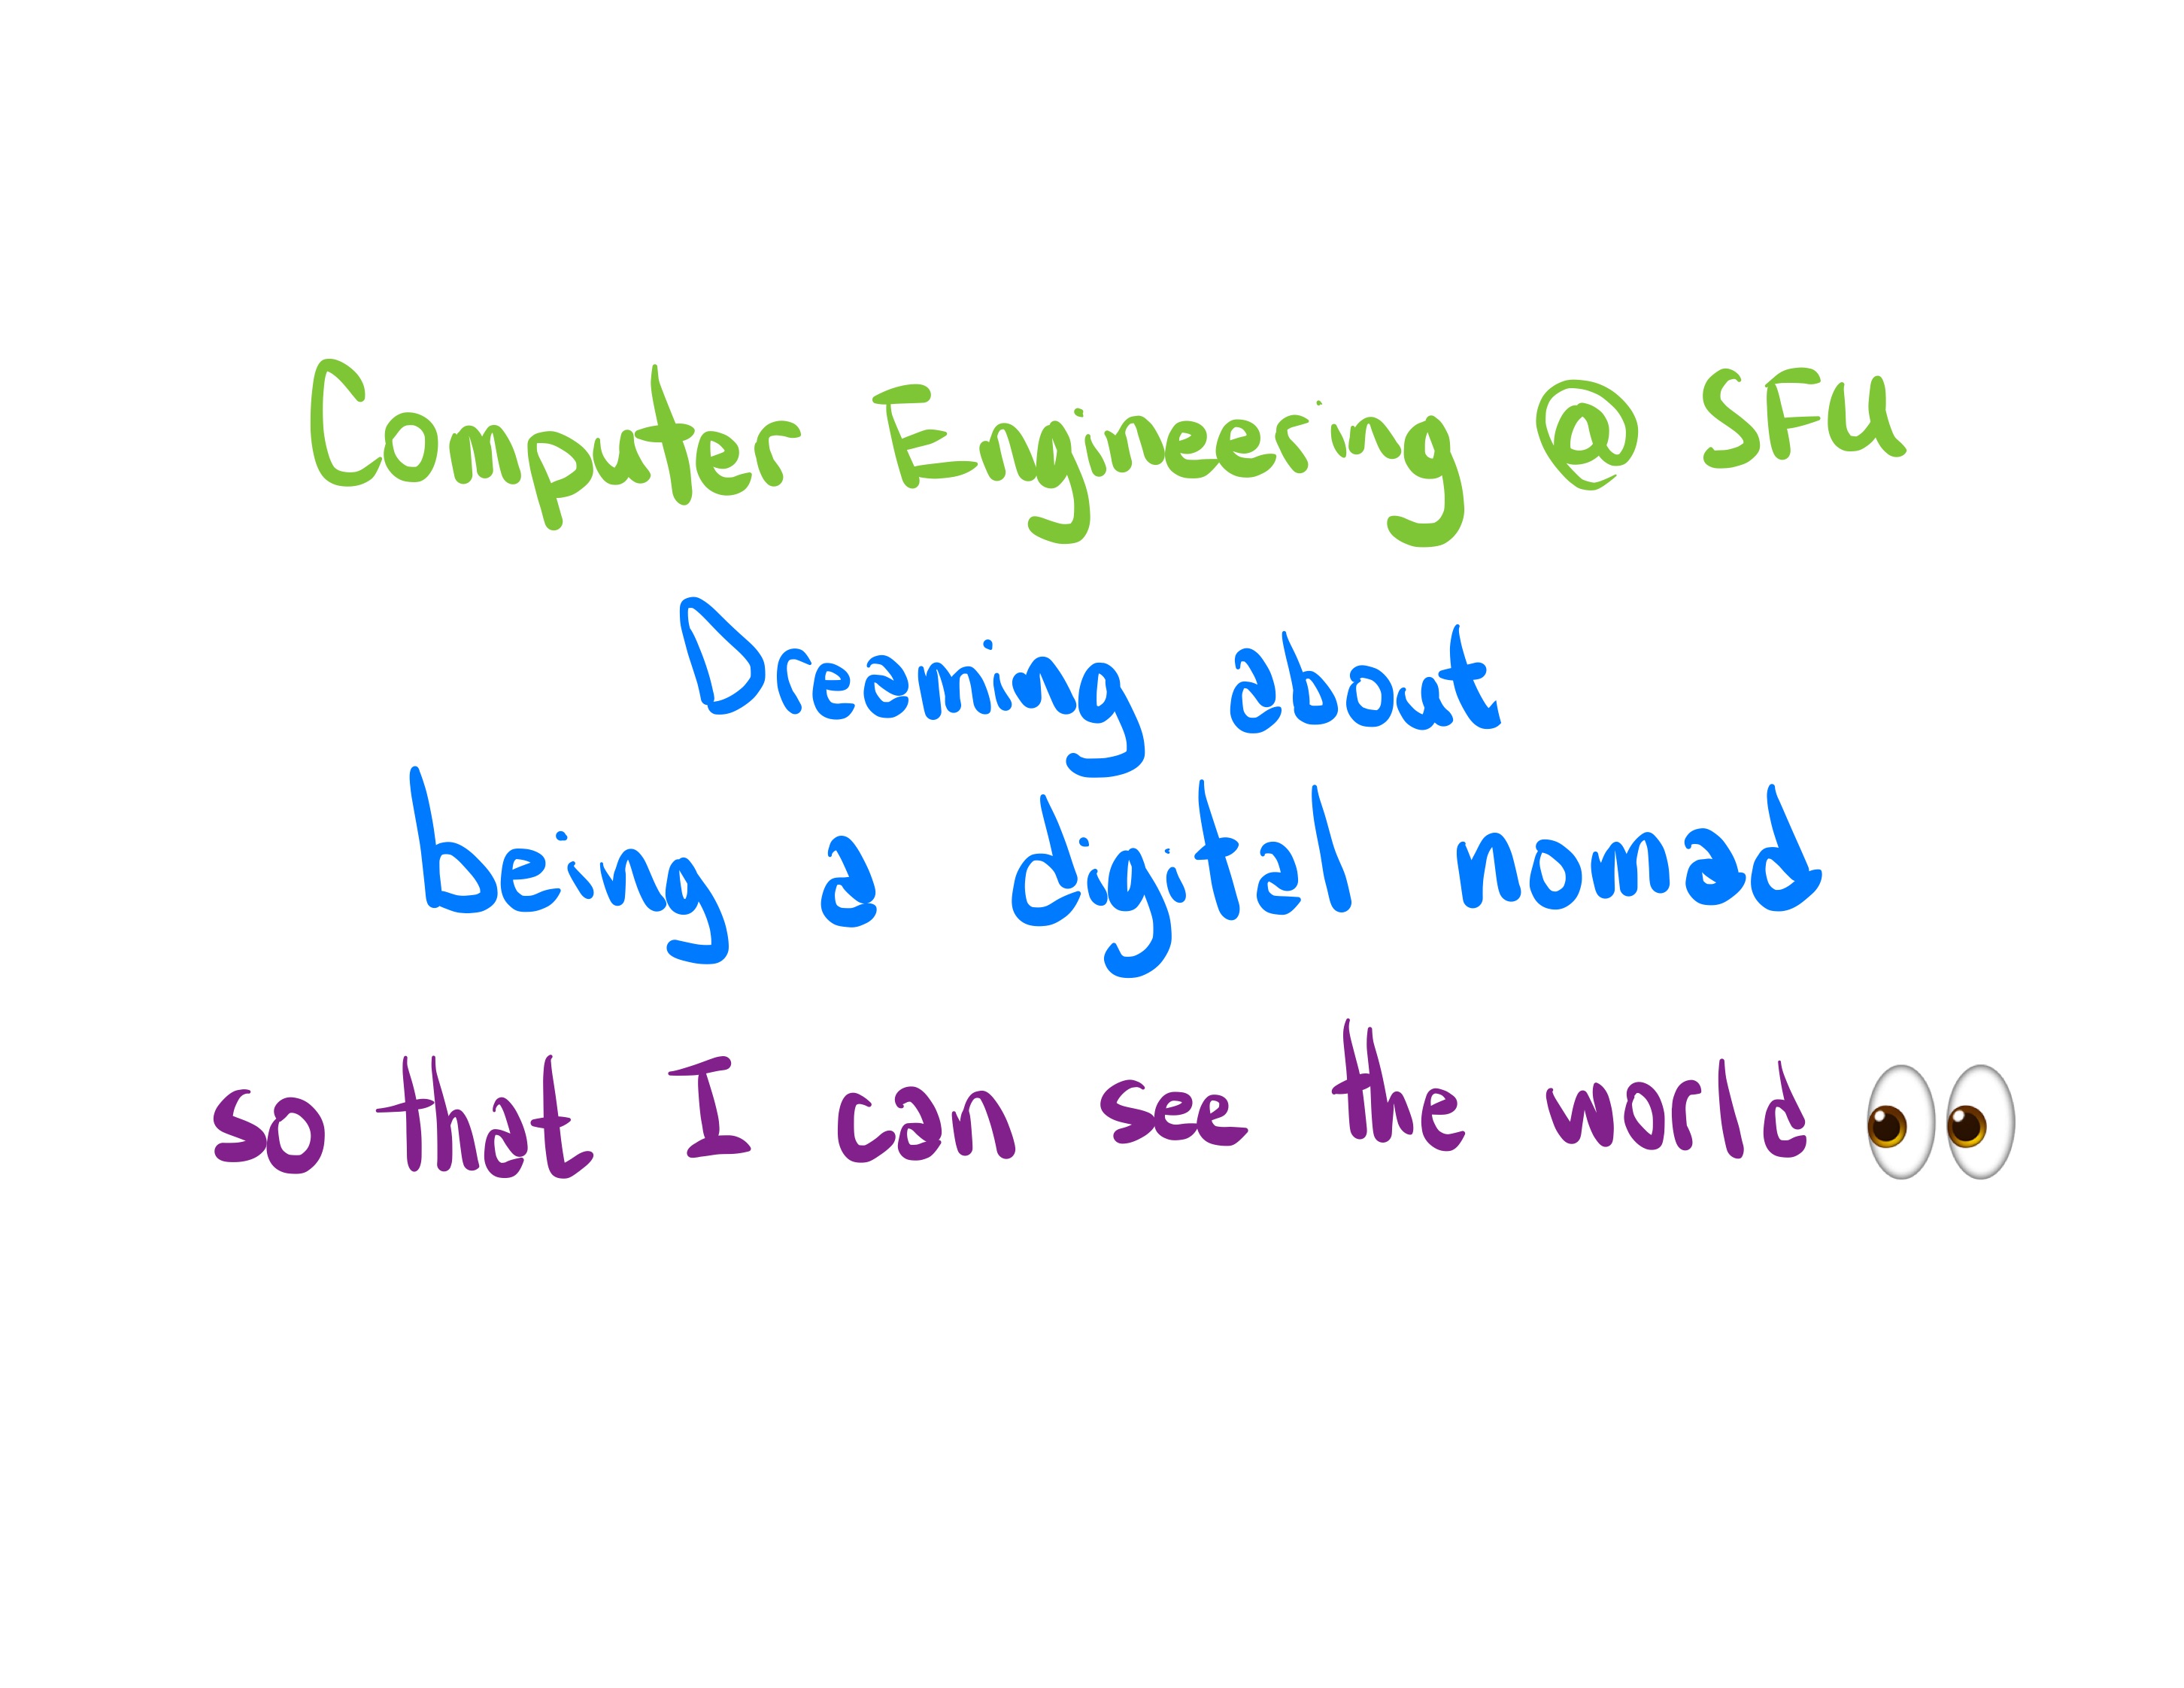 Computer Engineering @ SFU
Dreaming about
being a digital nomad
so that I can see the world 👀